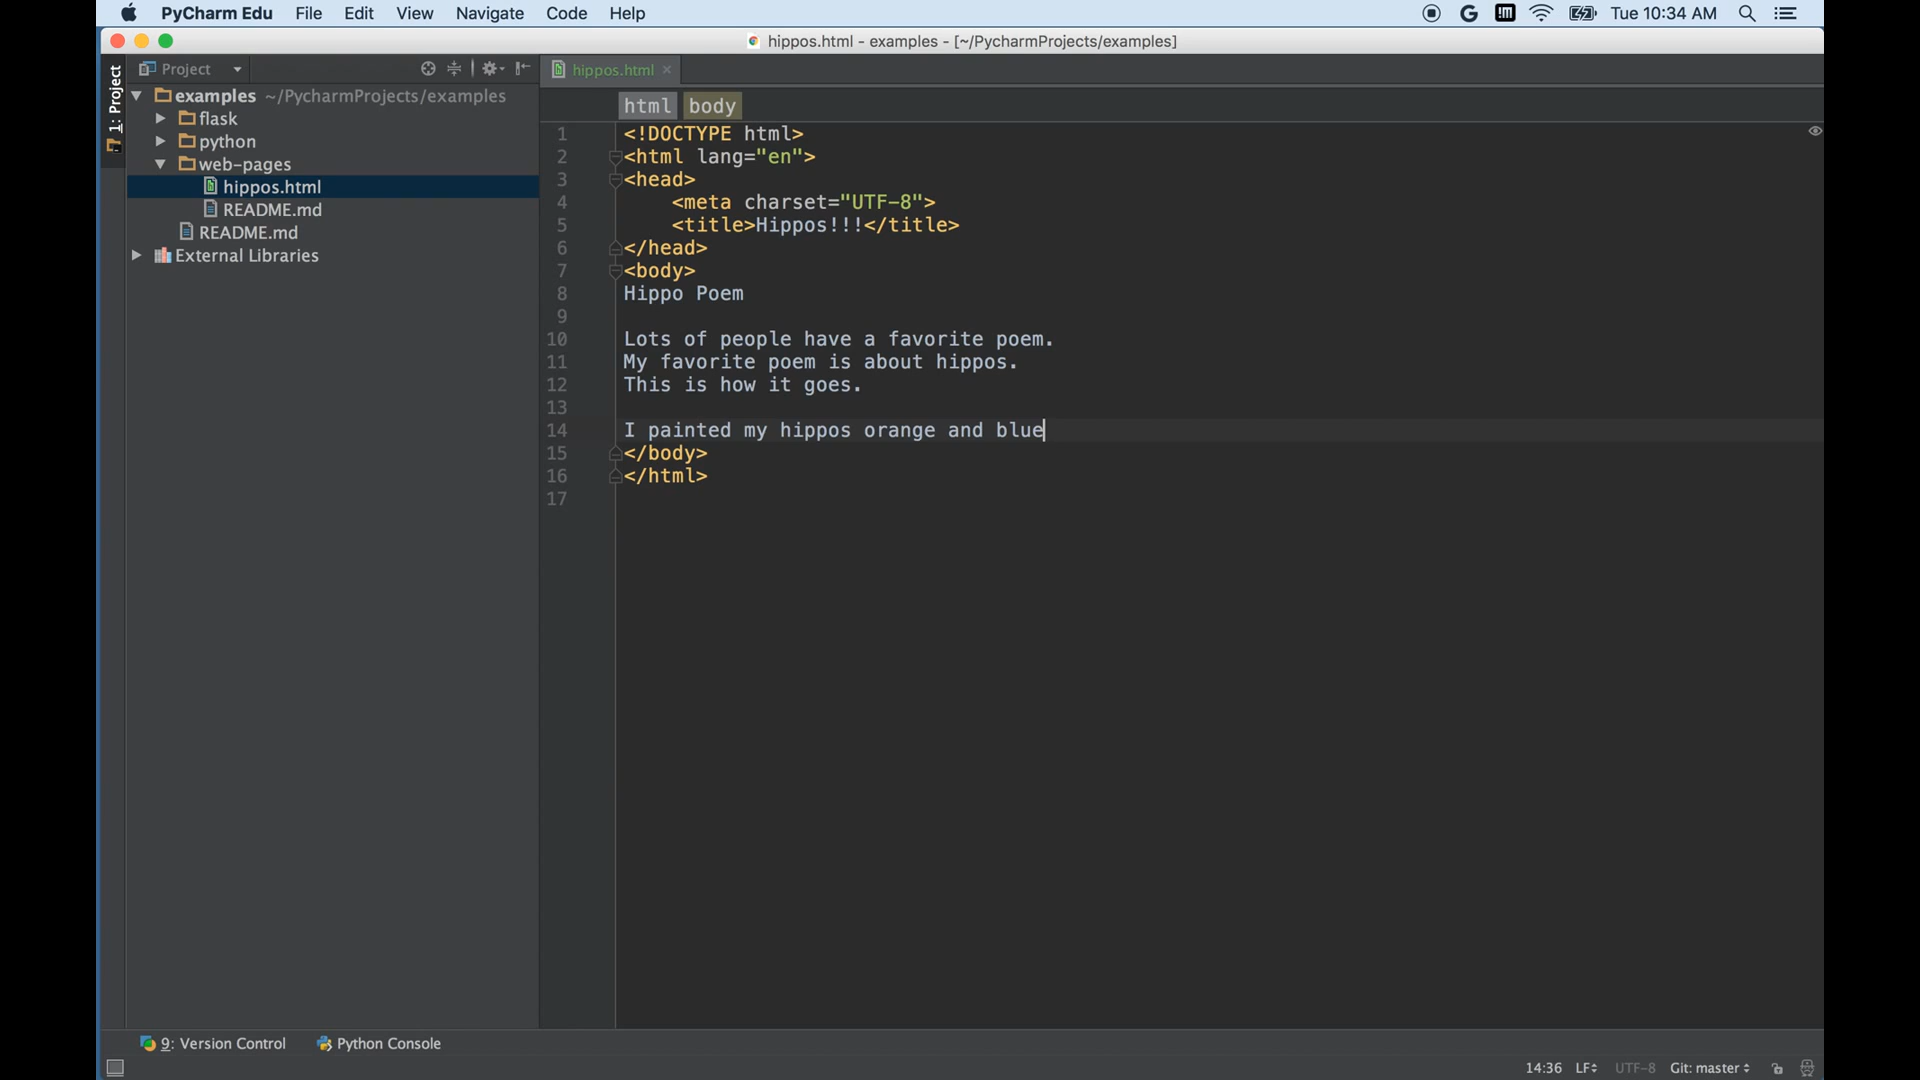 PyCharm Edu File Edit View Navigate Code Help Tue 10:34 AM
hippos.html - examples - [~/PycharmProjects/examples]
1: Project
Project
hippos.html
examples ~/PycharmProjects/examples
flask
python
web-pages
hippos.html
README.md
README.md
External Libraries
html body
1 <!DOCTYPE html>
2 <html lang="en">
3 <head>
4 <meta charset="UTF-8">
5 <title>Hippos!!!</title>
6 </head>
7 <body>
8 Hippo Poem
9
10 Lots of people have a favorite poem.
11 My favorite poem is about hippos.
12 This is how it goes.
13
14 I painted my hippos orange and blue
15 </body>
16 </html>
17
9: Version Control Python Console
14:36 LF UTF-8 Git: master